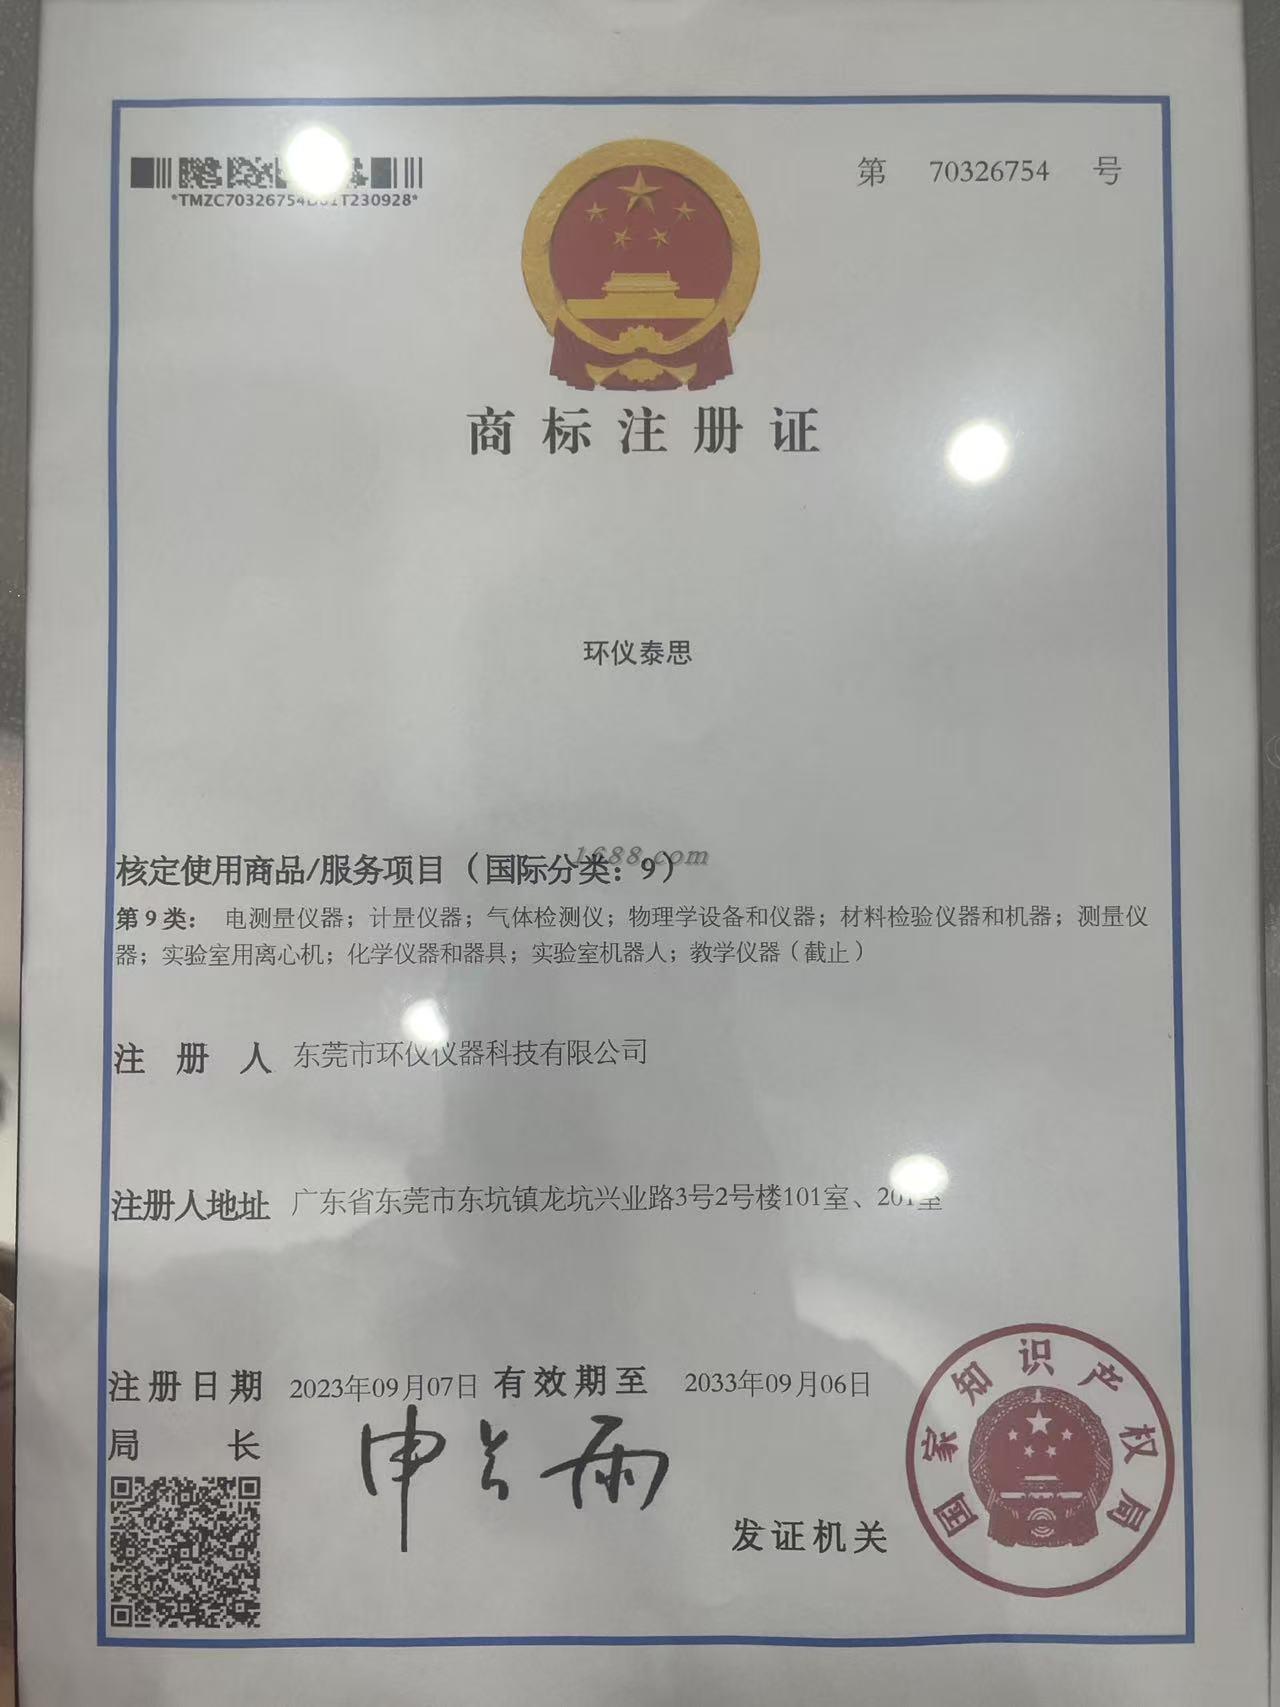 第 70326754 号
商标注册证
环仪泰思
1688.com
核定使用商品/服务项目（国际分类：9）
第9类： 电测量仪器；计量仪器；气体检测仪；物理学设备和仪器；材料检验仪器和机器；测量仪
器；实验室用离心机；化学仪器和器具；实验室机器人；教学仪器（截止）
注册人 东莞市环仪仪器科技有限公司
注册人地址 广东省东莞市东坑镇龙坑兴业路3号2号楼101室、201室
注册日期 2023年09月07日 有效期至 2033年09月06日
局长 申长雨
发证机关
国家知识产权局